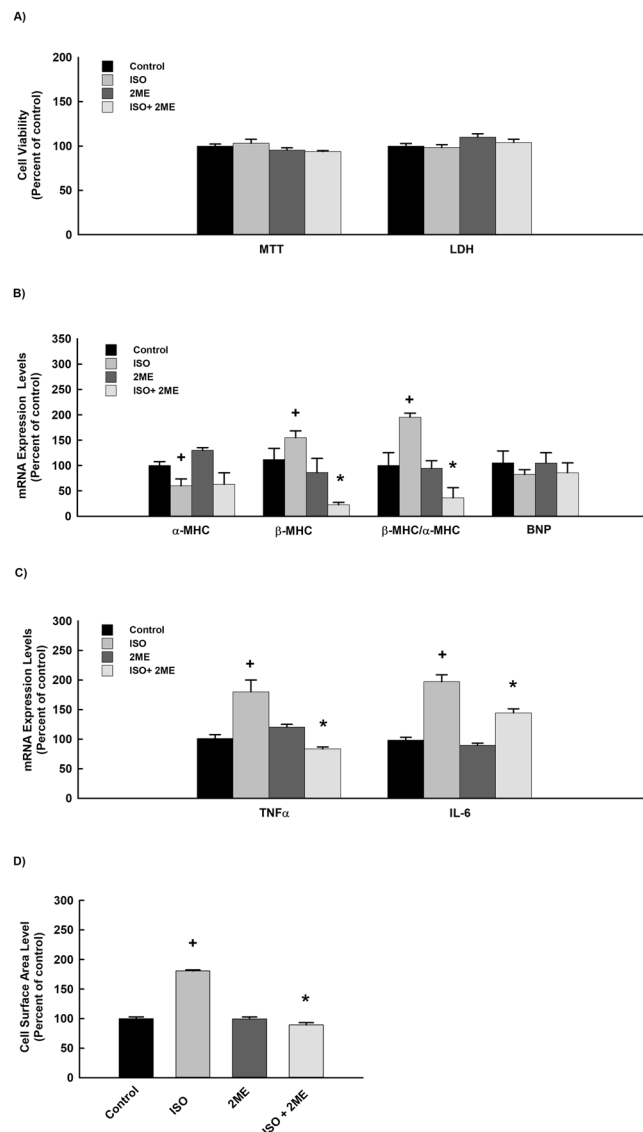 A)
Cell Viability
(Percent of control)
200
150
100
50
0
Control
ISO
2ME
ISO+ 2ME
MTT LDH
B)
mRNA Expression Levels
(Percent of control)
350
300
250
200
150
100
50
0
Control
ISO
2ME
ISO+ 2ME
+ + * + *
α-MHC β-MHC β-MHC/α-MHC BNP
C)
mRNA Expression Levels
(Percent of control)
300
250
200
150
100
50
0
Control
ISO
2ME
ISO+ 2ME
+ * + *
TNFα IL-6
D)
Cell Surface Area Level
(Percent of control)
300
250
200
150
100
50
0
+ *
Control ISO 2ME ISO + 2ME